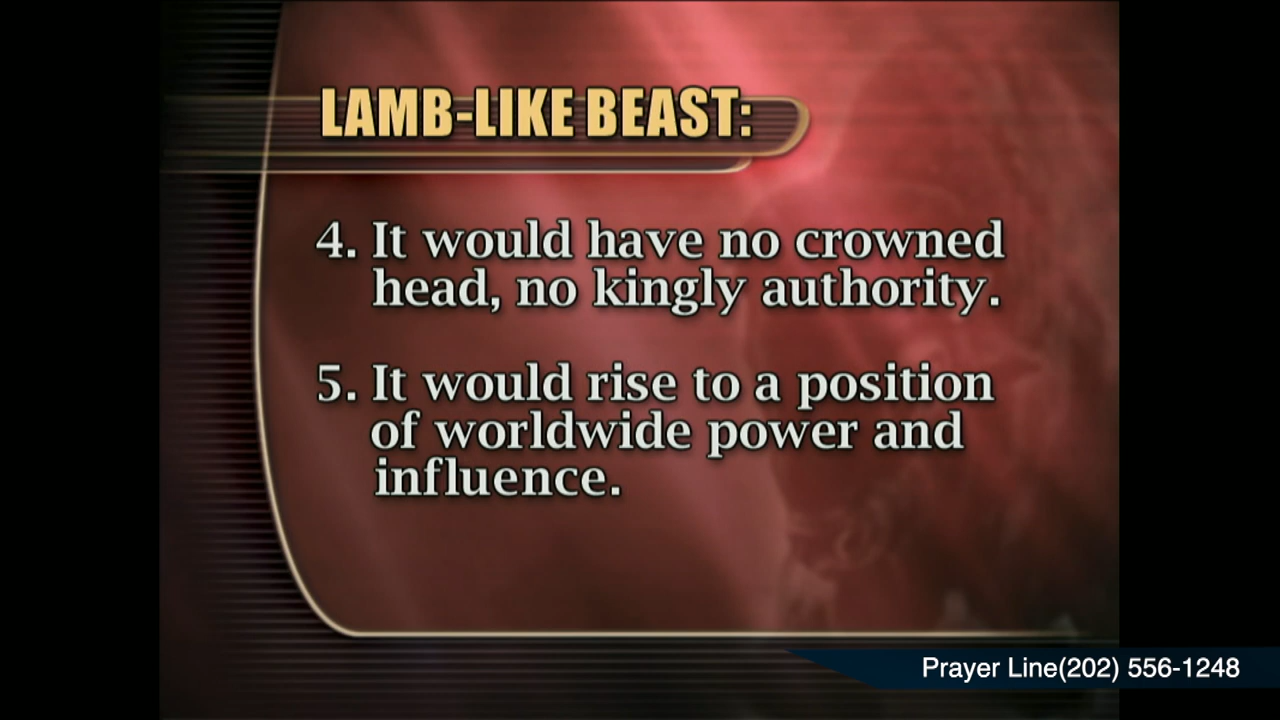 LAMB-LIKE BEAST:
4. It would have no crowned
head, no kingly authority.
5. It would rise to a position
of worldwide power and
influence.
Prayer Line(202) 556-1248